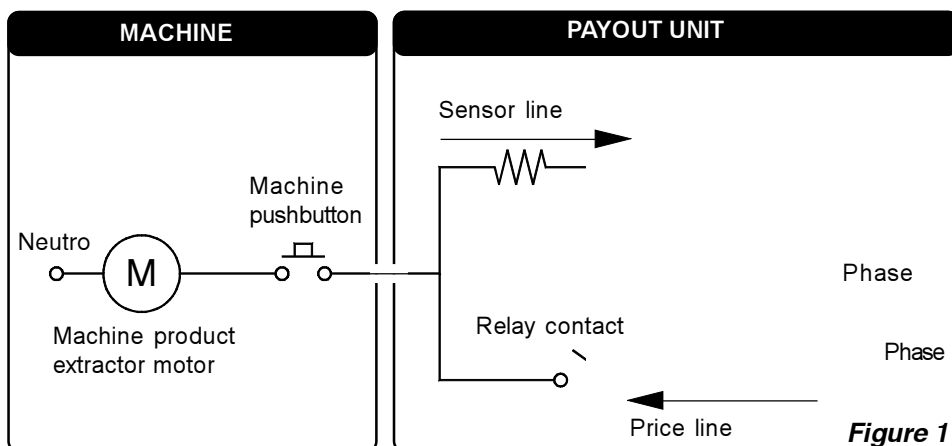 MACHINE
PAYOUT UNIT
Sensor line
Machine
pushbutton
Neutro
M
Phase
Machine product
extractor motor
Relay contact
Phase
Price line
Figure 1